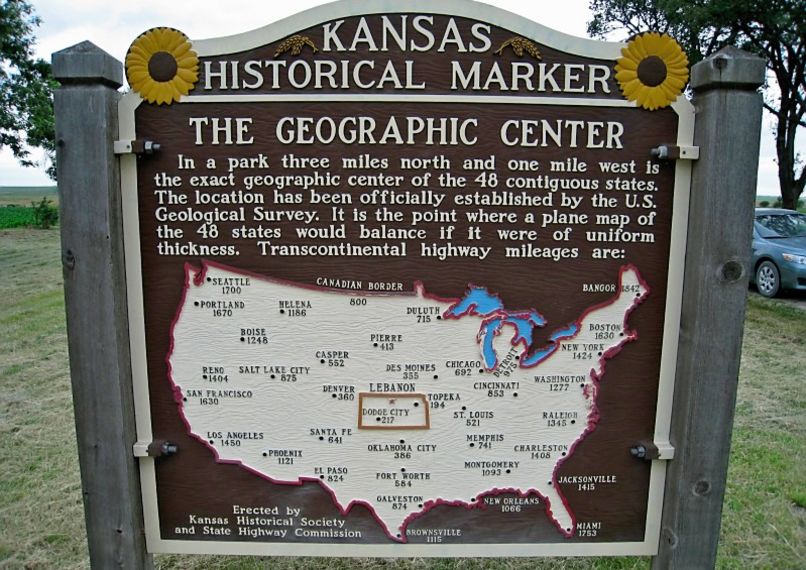 KANSAS
HISTORICAL MARKER
THE GEOGRAPHIC CENTER
In a park three miles north and one mile west is
the exact geographic center of the 48 contiguous states.
The location has been officially established by the U.S.
Geological Survey. It is the point where a plane map of
the 48 states would balance if it were of uniform
thickness. Transcontinental highway mileages are:
SEATTLE
1700
CANADIAN BORDER
800
BANGOR 1842
PORTLAND
1670
HELENA
1186
DULUTH
715
BOSTON
1630
BOISE
1248
PIERRE
413
NEW YORK
1424
CASPER
552
CHICAGO
692
DETROIT
975
RENO
1404
SALT LAKE CITY
875
DES MOINES
355
WASHINGTON
1277
SAN FRANCISCO
1630
DENVER
360
LEBANON
TOPEKA
194
CINCINNATI
853
DODGE CITY
217
ST. LOUIS
521
RALEIGH
1345
LOS ANGELES
1450
SANTA FE
641
OKLAHOMA CITY
386
MEMPHIS
741
CHARLESTON
1408
PHOENIX
1121
EL PASO
824
FORT WORTH
584
MONTGOMERY
1093
JACKSONVILLE
1415
GALVESTON
874
NEW ORLEANS
1066
BROWNSVILLE
1115
MIAMI
1753
Erected by
Kansas Historical Society
and State Highway Commission